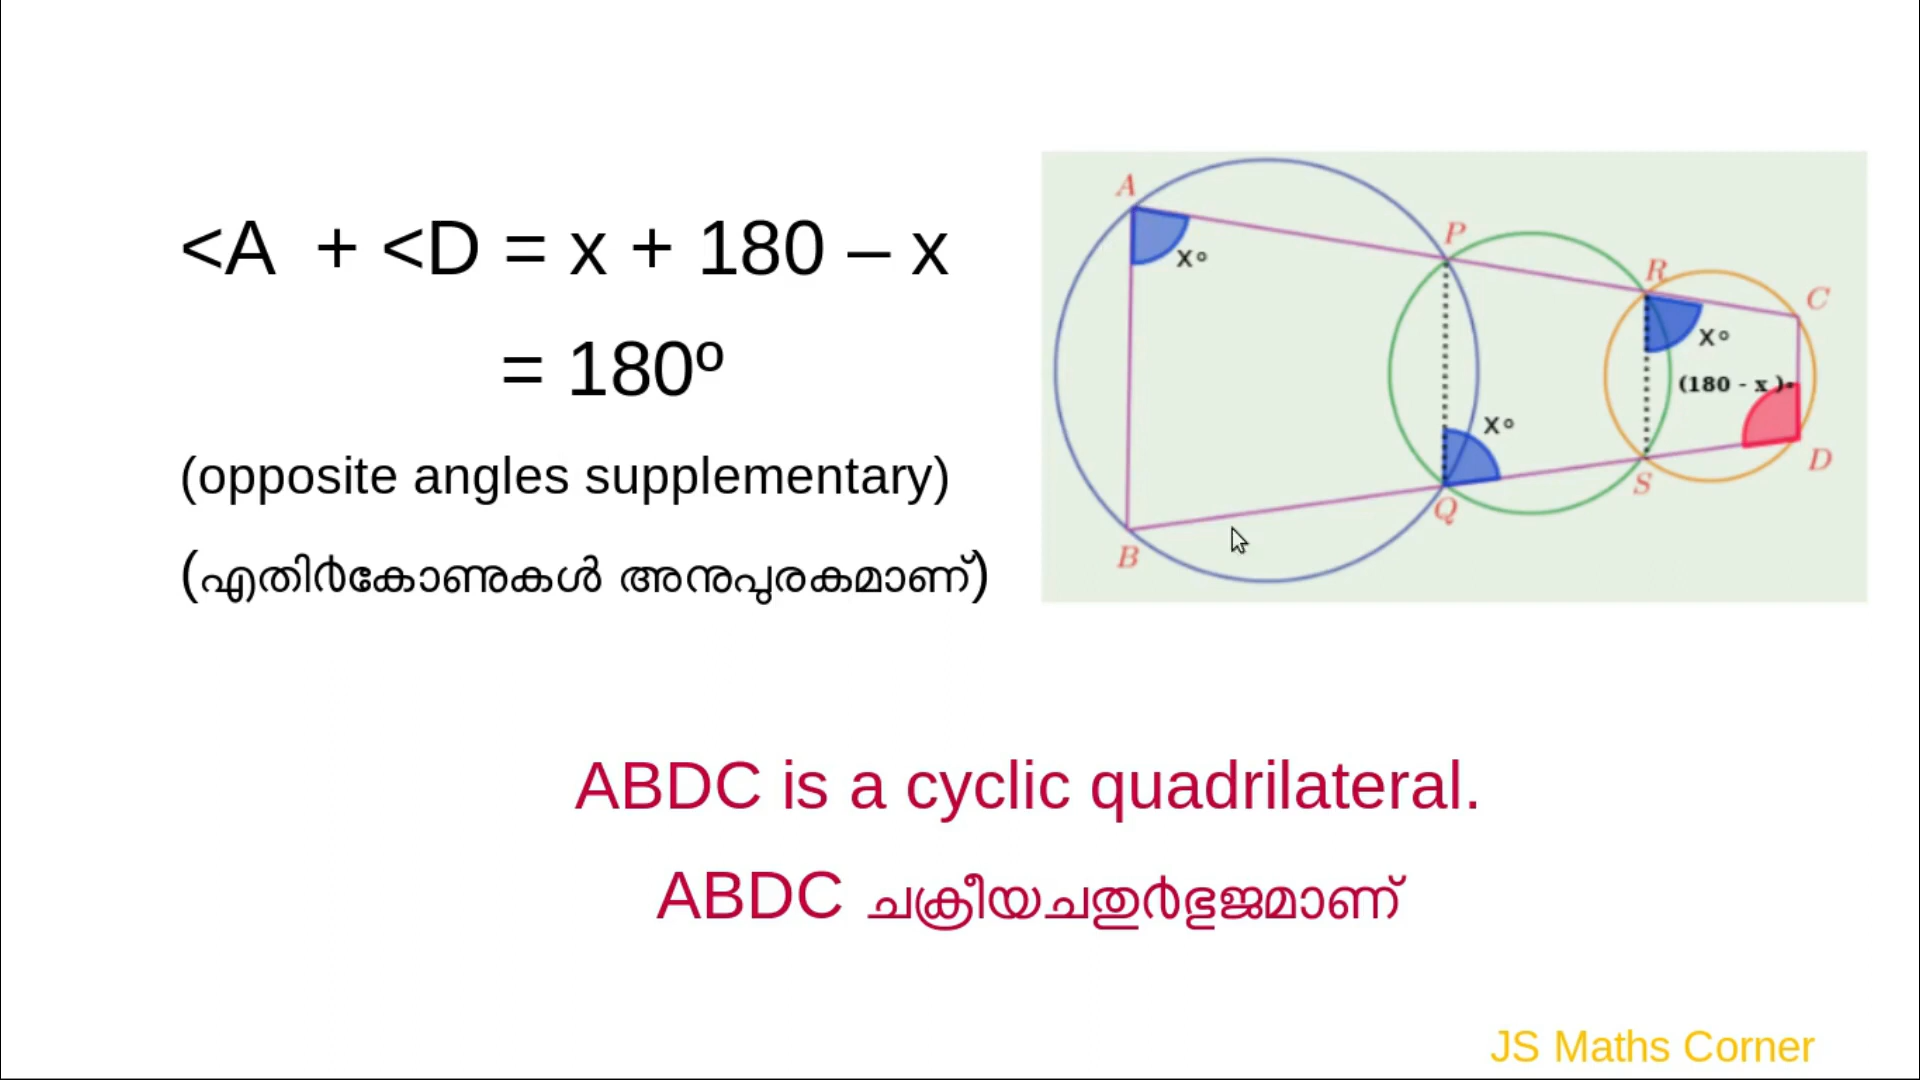 <A + <D = x + 180 – x
= 180º
(opposite angles supplementary)
(എതിർകോണുകൾ അനുപുരകമാണ്)
A
P
R
C
x°
x°
(180 - x )°
x°
D
S
Q
B
ABDC is a cyclic quadrilateral.
ABDC ചക്രീയചതുർഭുജമാണ്
JS Maths Corner